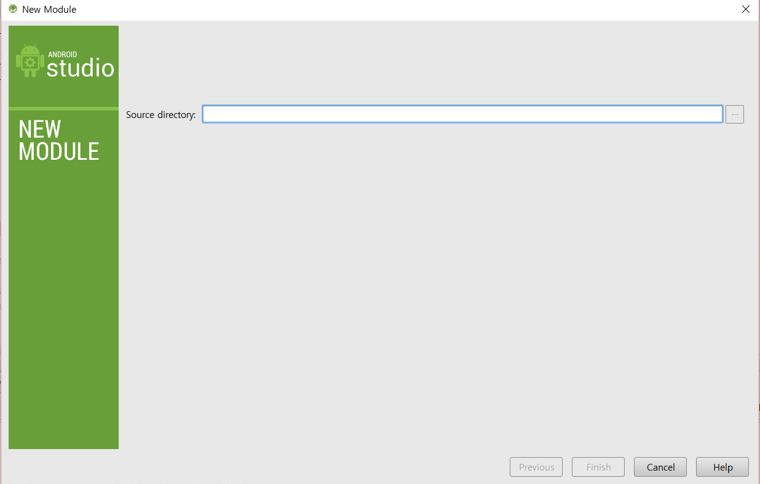 New Module
ANDROID
studio
NEW
MODULE
Source directory:
...
Previous
Finish
Cancel
Help